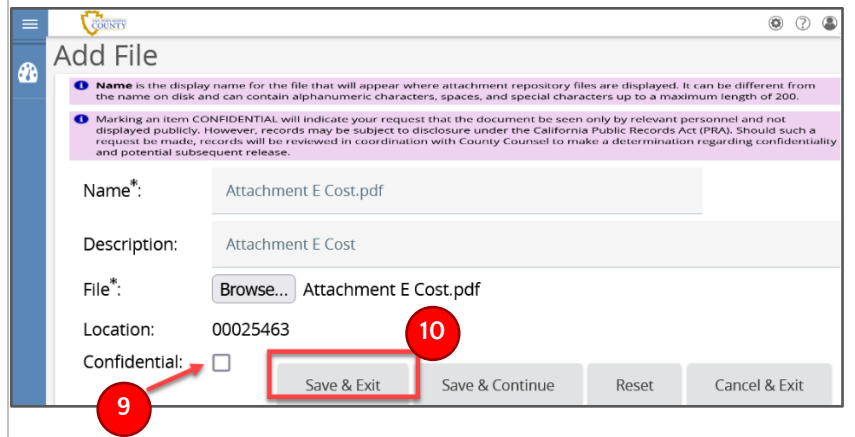 COUNTY
Add File
Name is the display name for the file that will appear where attachment repository files are displayed. It can be different from
the name on disk and can contain alphanumeric characters, spaces, and special characters up to a maximum length of 200.
Marking an item CONFIDENTIAL will indicate your request that the document be seen only by relevant personnel and not
displayed publicly. However, records may be subject to disclosure under the California Public Records Act (PRA). Should such a
request be made, records will be reviewed in coordination with County Counsel to make a determination regarding confidentiality
and potential subsequent release.
Name*: Attachment E Cost.pdf
Description: Attachment E Cost
File*: Browse... Attachment E Cost.pdf
Location: 00025463
10
Confidential:
Save & Exit Save & Continue Reset Cancel & Exit
9